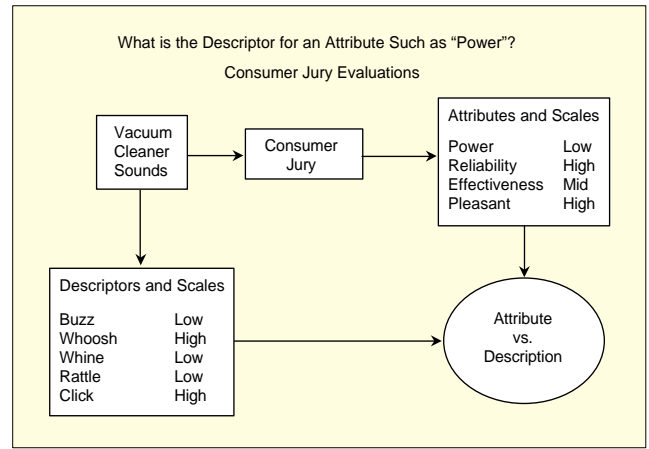 What is the Descriptor for an Attribute Such as “Power”?
Consumer Jury Evaluations
Vacuum
Cleaner
Sounds
Consumer
Jury
Attributes and Scales
Power Low
Reliability High
Effectiveness Mid
Pleasant High
Descriptors and Scales
Buzz Low
Whoosh High
Whine Low
Rattle Low
Click High
Attribute
vs.
Description